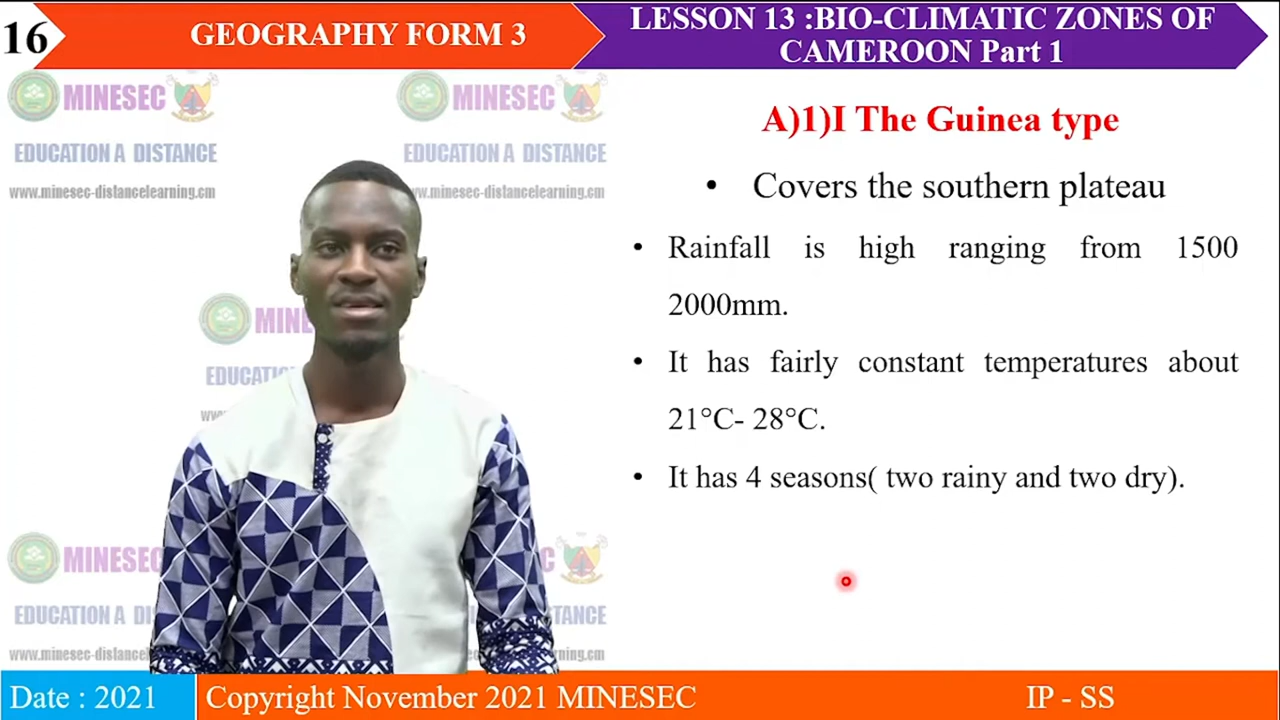 16
GEOGRAPHY FORM 3
LESSON 13 :BIO-CLIMATIC ZONES OF
CAMEROON Part 1
MINESEC
EDUCATION A DISTANCE
www.minesec-distancelearning.cm
MINESEC
EDUCATION A DISTANCE
www.minesec-distancelearning.cm
A)1)I The Guinea type
• Covers the southern plateau
• Rainfall is high ranging from 1500
2000mm.
• It has fairly constant temperatures about
21°C- 28°C.
• It has 4 seasons( two rainy and two dry).
Date : 2021
Copyright November 2021 MINESEC
IP - SS